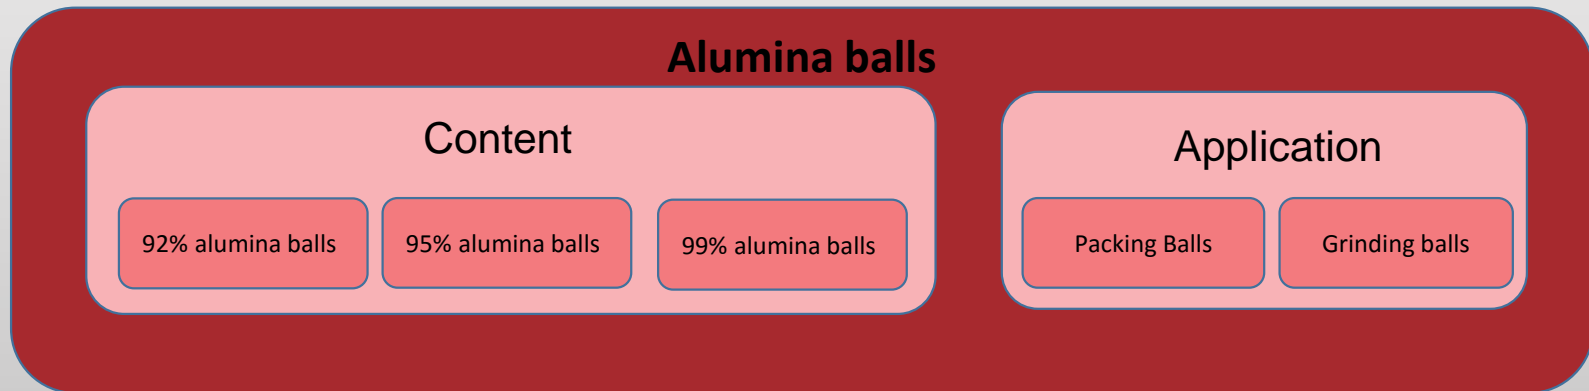 Alumina balls
Content
92% alumina balls
95% alumina balls
99% alumina balls
Application
Packing Balls
Grinding balls